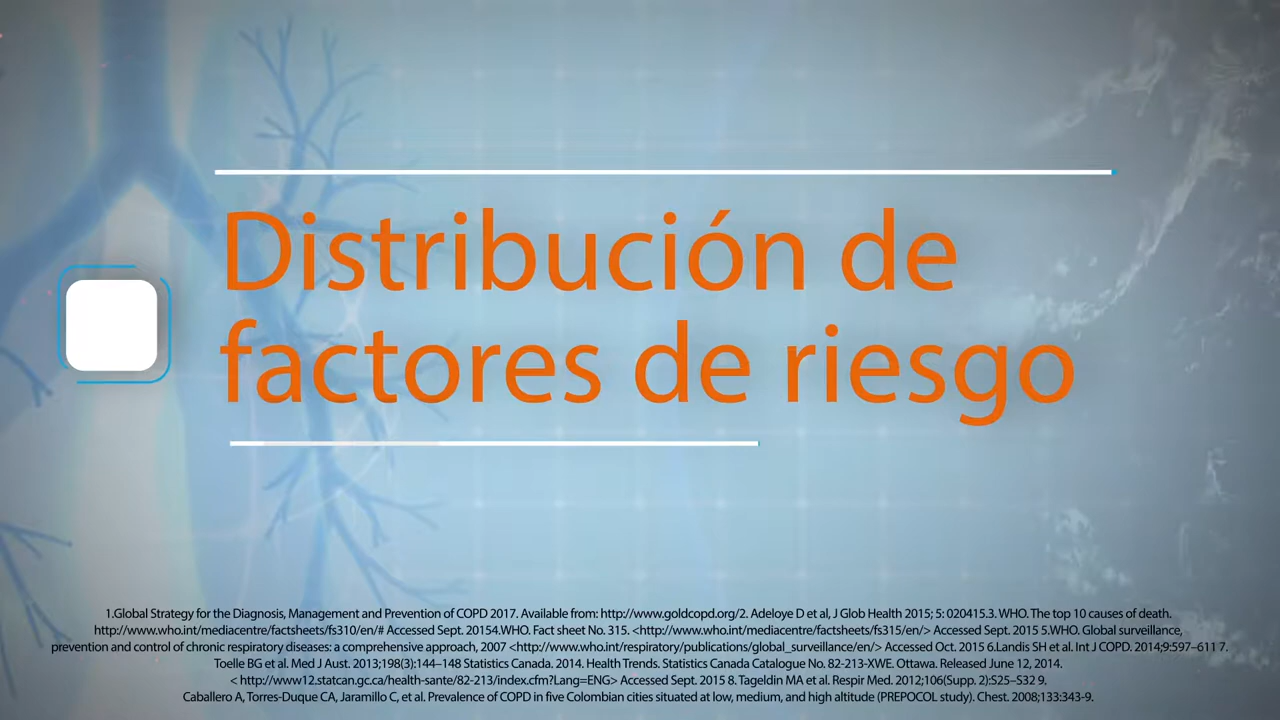 Distribución de
factores de riesgo
1.Global Strategy for the Diagnosis, Management and Prevention of COPD 2017. Available from: http://www.goldcopd.org/2. Adeloye D et al, J Glob Health 2015; 5: 020415.3. WHO. The top 10 causes of death.
http://www.who.int/mediacentre/factsheets/fs310/en/# Accessed Sept. 20154.WHO. Fact sheet No. 315. <http://www.who.int/mediacentre/factsheets/fs315/en/> Accessed Sept. 2015 5.WHO. Global surveillance,
prevention and control of chronic respiratory diseases: a comprehensive approach, 2007 <http://www.who.int/respiratory/publications/global_surveillance/en/> Accessed Oct. 2015 6.Landis SH et al. Int J COPD. 2014;9:597–611 7.
Toelle BG et al. Med J Aust. 2013;198(3):144–148 Statistics Canada. 2014. Health Trends. Statistics Canada Catalogue No. 82-213-XWE. Ottawa. Released June 12, 2014.
< http://www12.statcan.gc.ca/health-sante/82-213/index.cfm?Lang=ENG> Accessed Sept. 2015 8. Tageldin MA et al. Respir Med. 2012;106(Supp. 2):S25–S32 9.
Caballero A, Torres-Duque CA, Jaramillo C, et al. Prevalence of COPD in five Colombian cities situated at low, medium, and high altitude (PREPOCOL study). Chest. 2008;133:343-9.